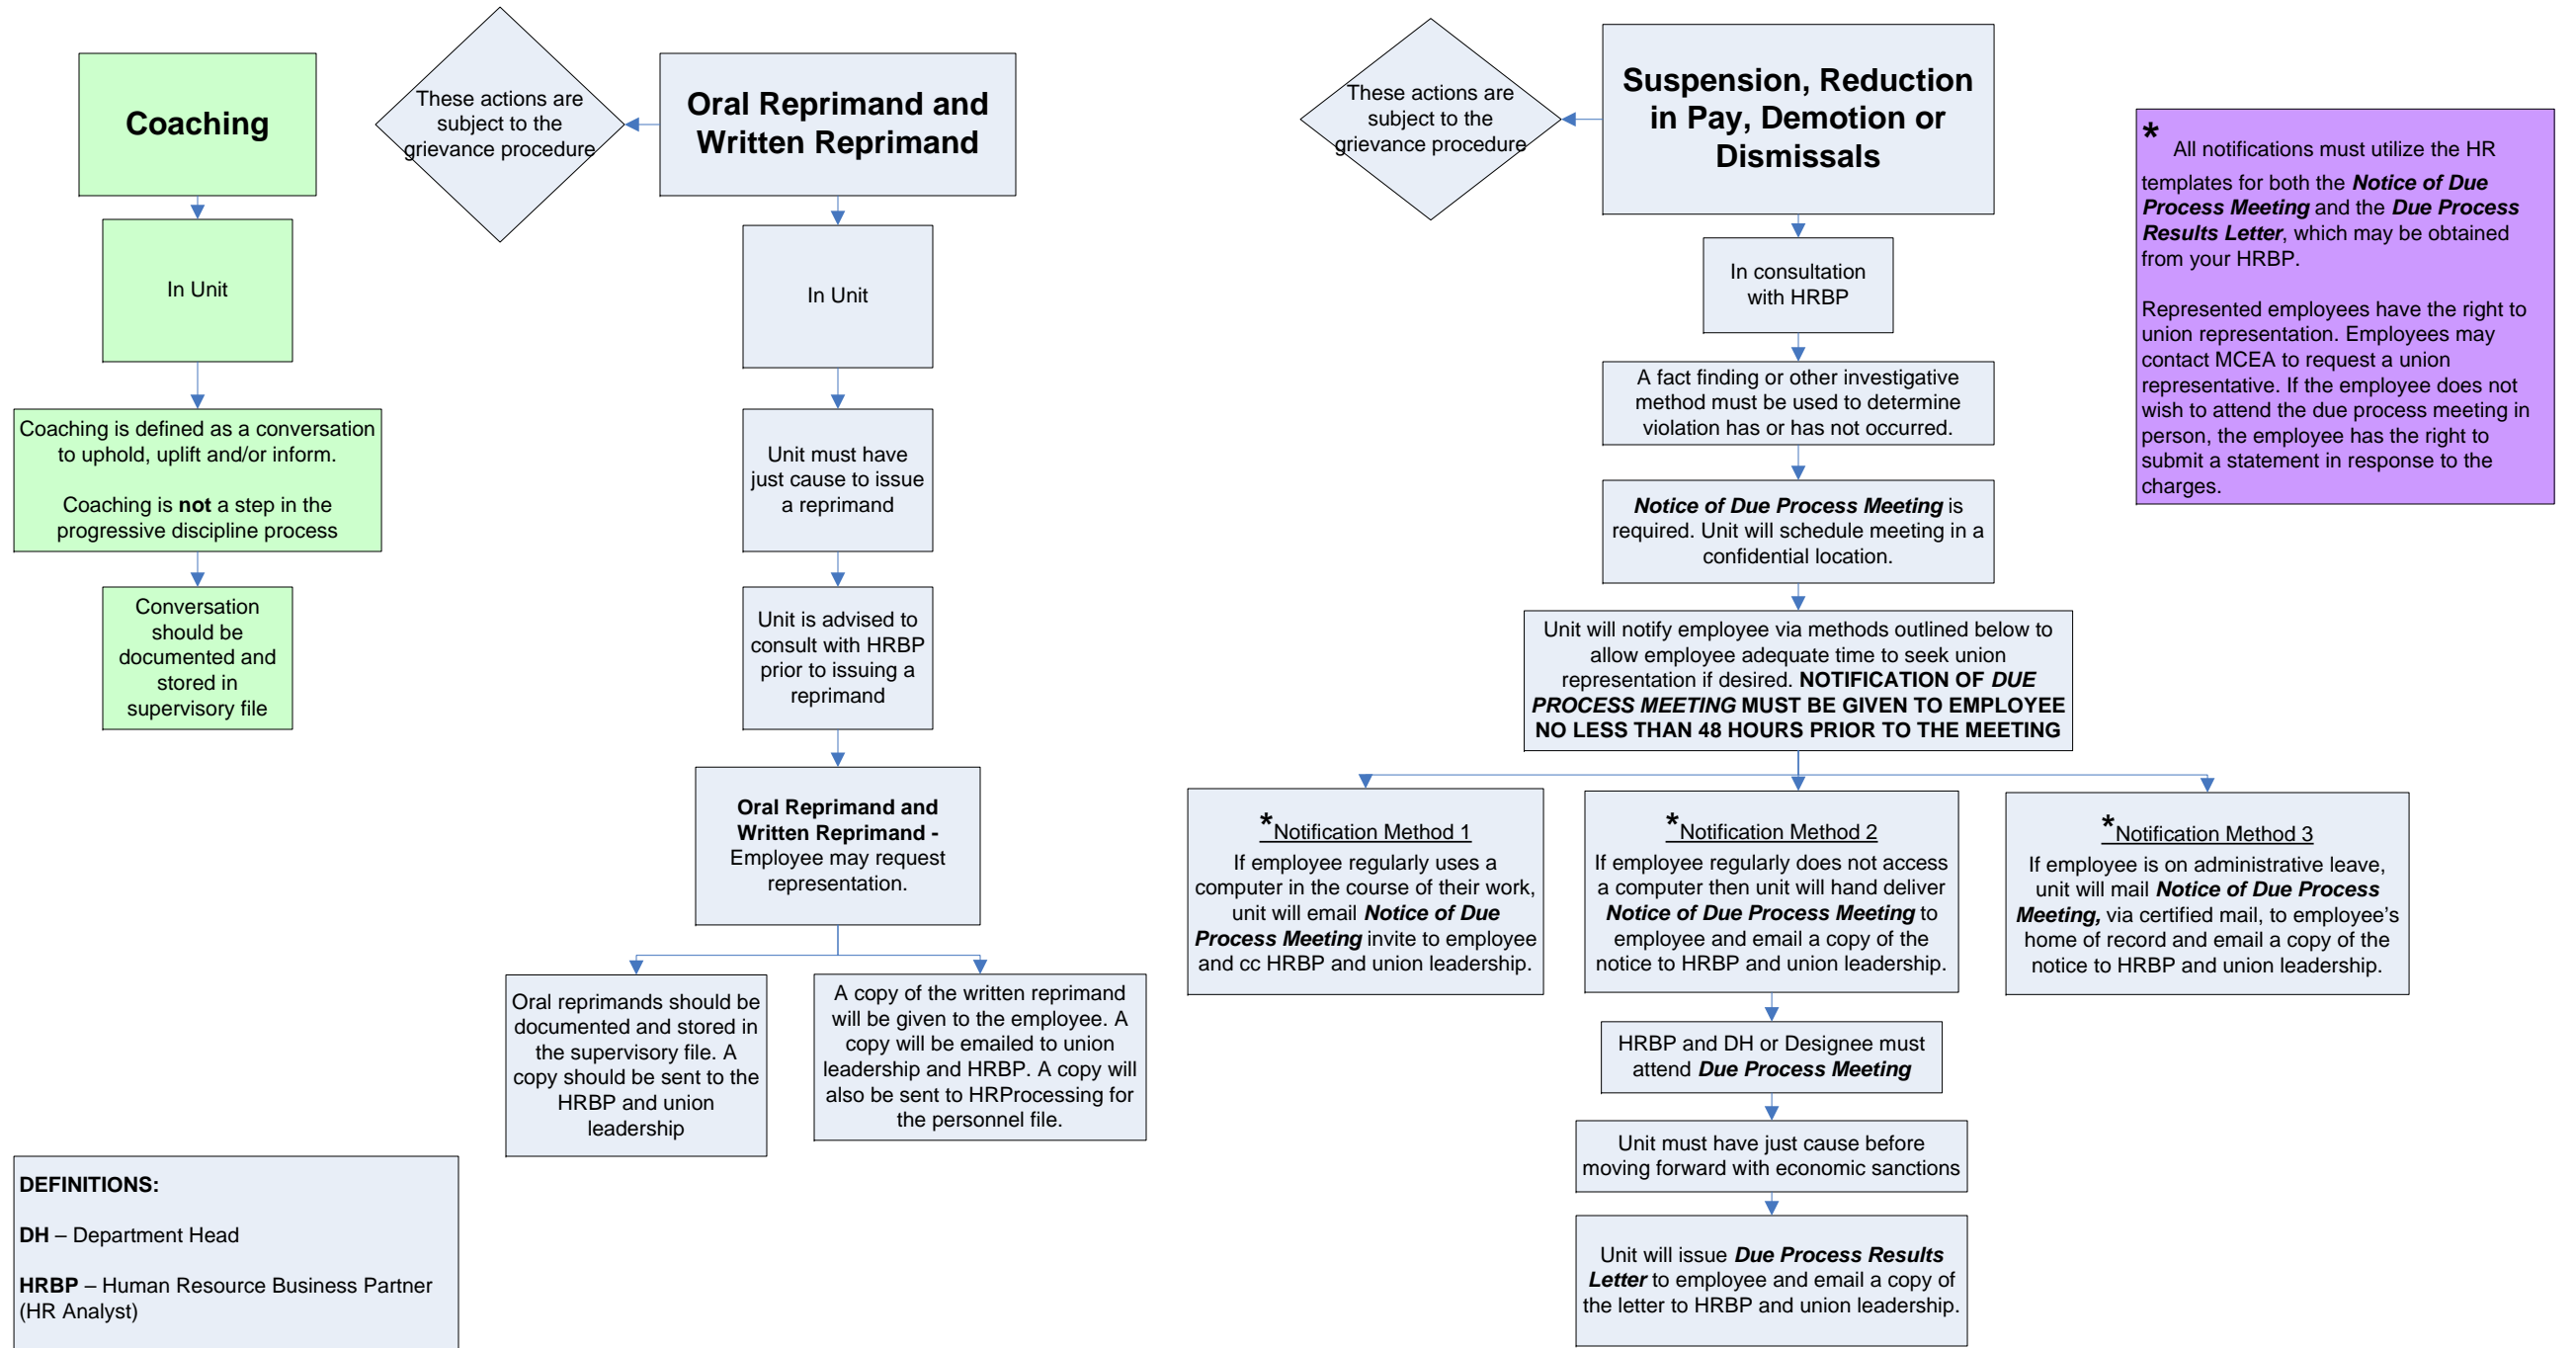 Coaching
In Unit
Coaching is defined as a conversation
to uphold, uplift and/or inform.
Coaching is not a step in the
progressive discipline process
Conversation
should be
documented and
stored in
supervisory file
These actions are
subject to the
grievance procedure
Oral Reprimand and
Written Reprimand
In Unit
Unit must have
just cause to issue
a reprimand
Unit is advised to
consult with HRBP
prior to issuing a
reprimand
Oral Reprimand and
Written Reprimand -
Employee may request
representation.
Oral reprimands should be
documented and stored in
the supervisory file. A
copy should be sent to the
HRBP and union
leadership
A copy of the written reprimand
will be given to the employee. A
copy will be emailed to union
leadership and HRBP. A copy will
also be sent to HRProcessing for
the personnel file.
These actions are
subject to the
grievance procedure
Suspension, Reduction
in Pay, Demotion or
Dismissals
In consultation
with HRBP
A fact finding or other investigative
method must be used to determine
violation has or has not occurred.
Notice of Due Process Meeting is
required. Unit will schedule meeting in a
confidential location.
Unit will notify employee via methods outlined below to
allow employee adequate time to seek union
representation if desired. NOTIFICATION OF DUE
PROCESS MEETING MUST BE GIVEN TO EMPLOYEE
NO LESS THAN 48 HOURS PRIOR TO THE MEETING
*Notification Method 1
If employee regularly uses a
computer in the course of their work,
unit will email Notice of Due
Process Meeting invite to employee
and cc HRBP and union leadership.
*Notification Method 2
If employee regularly does not access
a computer then unit will hand deliver
Notice of Due Process Meeting to
employee and email a copy of the
notice to HRBP and union leadership.
*Notification Method 3
If employee is on administrative leave,
unit will mail Notice of Due Process
Meeting, via certified mail, to employee’s
home of record and email a copy of the
notice to HRBP and union leadership.
HRBP and DH or Designee must
attend Due Process Meeting
Unit must have just cause before
moving forward with economic sanctions
Unit will issue Due Process Results
Letter to employee and email a copy of
the letter to HRBP and union leadership.
* All notifications must utilize the HR
templates for both the Notice of Due
Process Meeting and the Due Process
Results Letter, which may be obtained
from your HRBP.
Represented employees have the right to
union representation. Employees may
contact MCEA to request a union
representative. If the employee does not
wish to attend the due process meeting in
person, the employee has the right to
submit a statement in response to the
charges.
DEFINITIONS:
DH – Department Head
HRBP – Human Resource Business Partner
(HR Analyst)